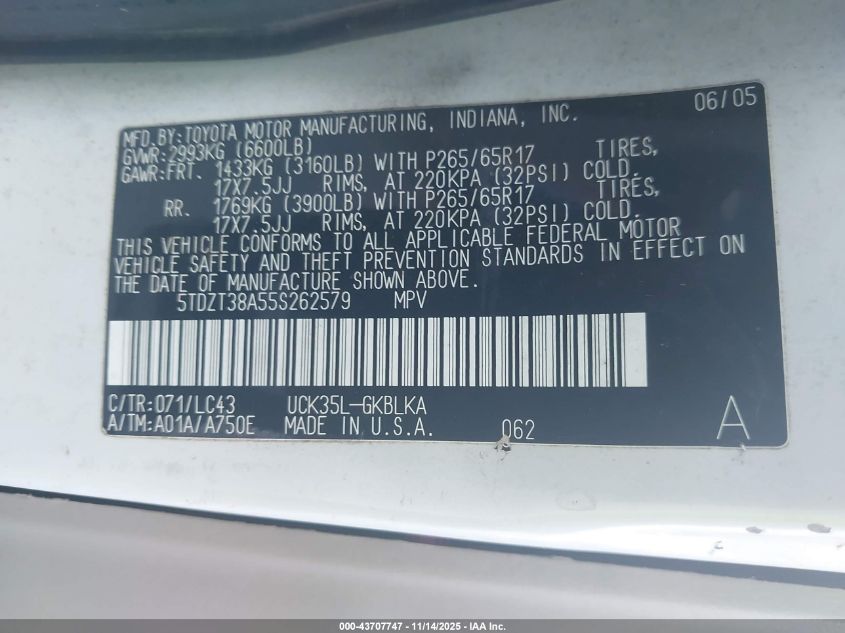 06/05
MFD.BY:TOYOTA MOTOR MANUFACTURING, INDIANA, INC.
GVWR:2993KG (6600LB)
GAWR:FRT. 1433KG (3160LB) WITH P265/65R17 TIRES,
17X7.5JJ RIMS, AT 220KPA (32PSI) COLD.
RR. 1769KG (3900LB) WITH P265/65R17 TIRES,
17X7.5JJ RIMS, AT 220KPA (32PSI) COLD.
THIS VEHICLE CONFORMS TO ALL APPLICABLE FEDERAL MOTOR
VEHICLE SAFETY AND THEFT PREVENTION STANDARDS IN EFFECT ON
THE DATE OF MANUFACTURE SHOWN ABOVE.
5TDZT38A55S262579 MPV
C/TR:071/LC43 UCK35L-GKBLKA
A/TM:A01A/A750E MADE IN U.S.A. 062 A
000-43707747 - 11/14/2025 - IAA Inc.